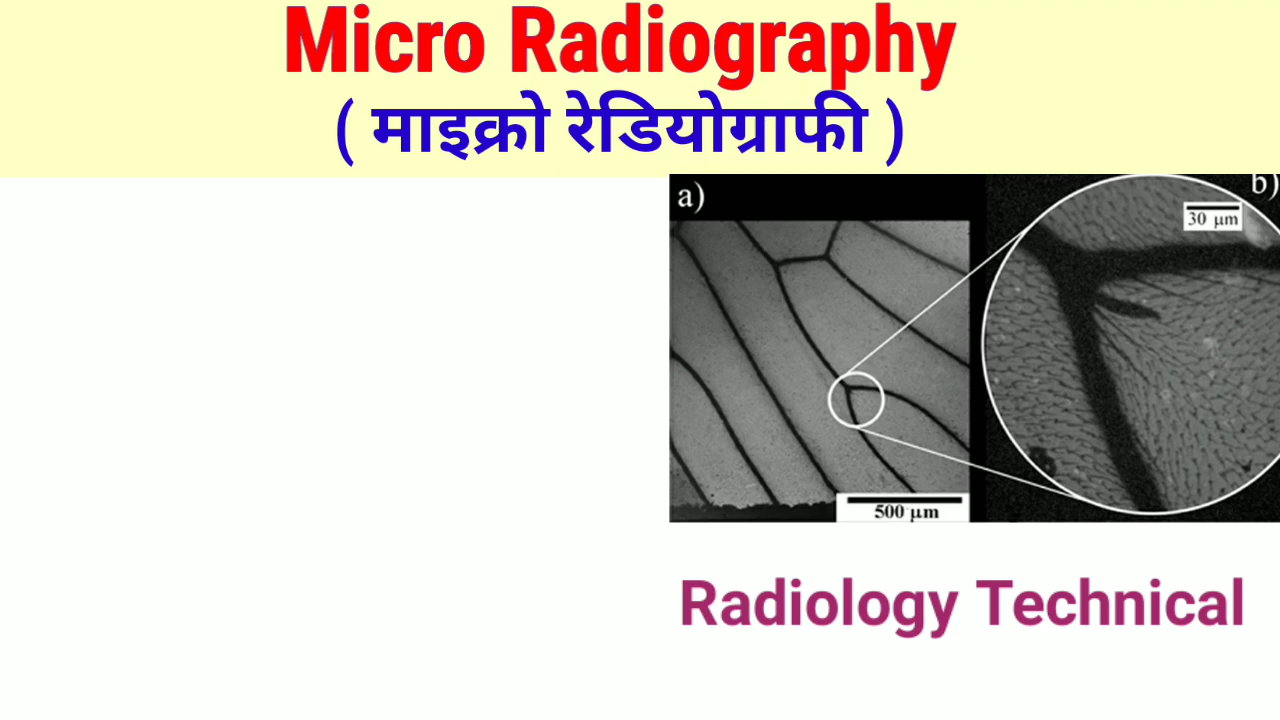 Micro Radiography
( माइक्रो रेडियोग्राफी )
a)
b)
30 µm
500 µm
Radiology Technical